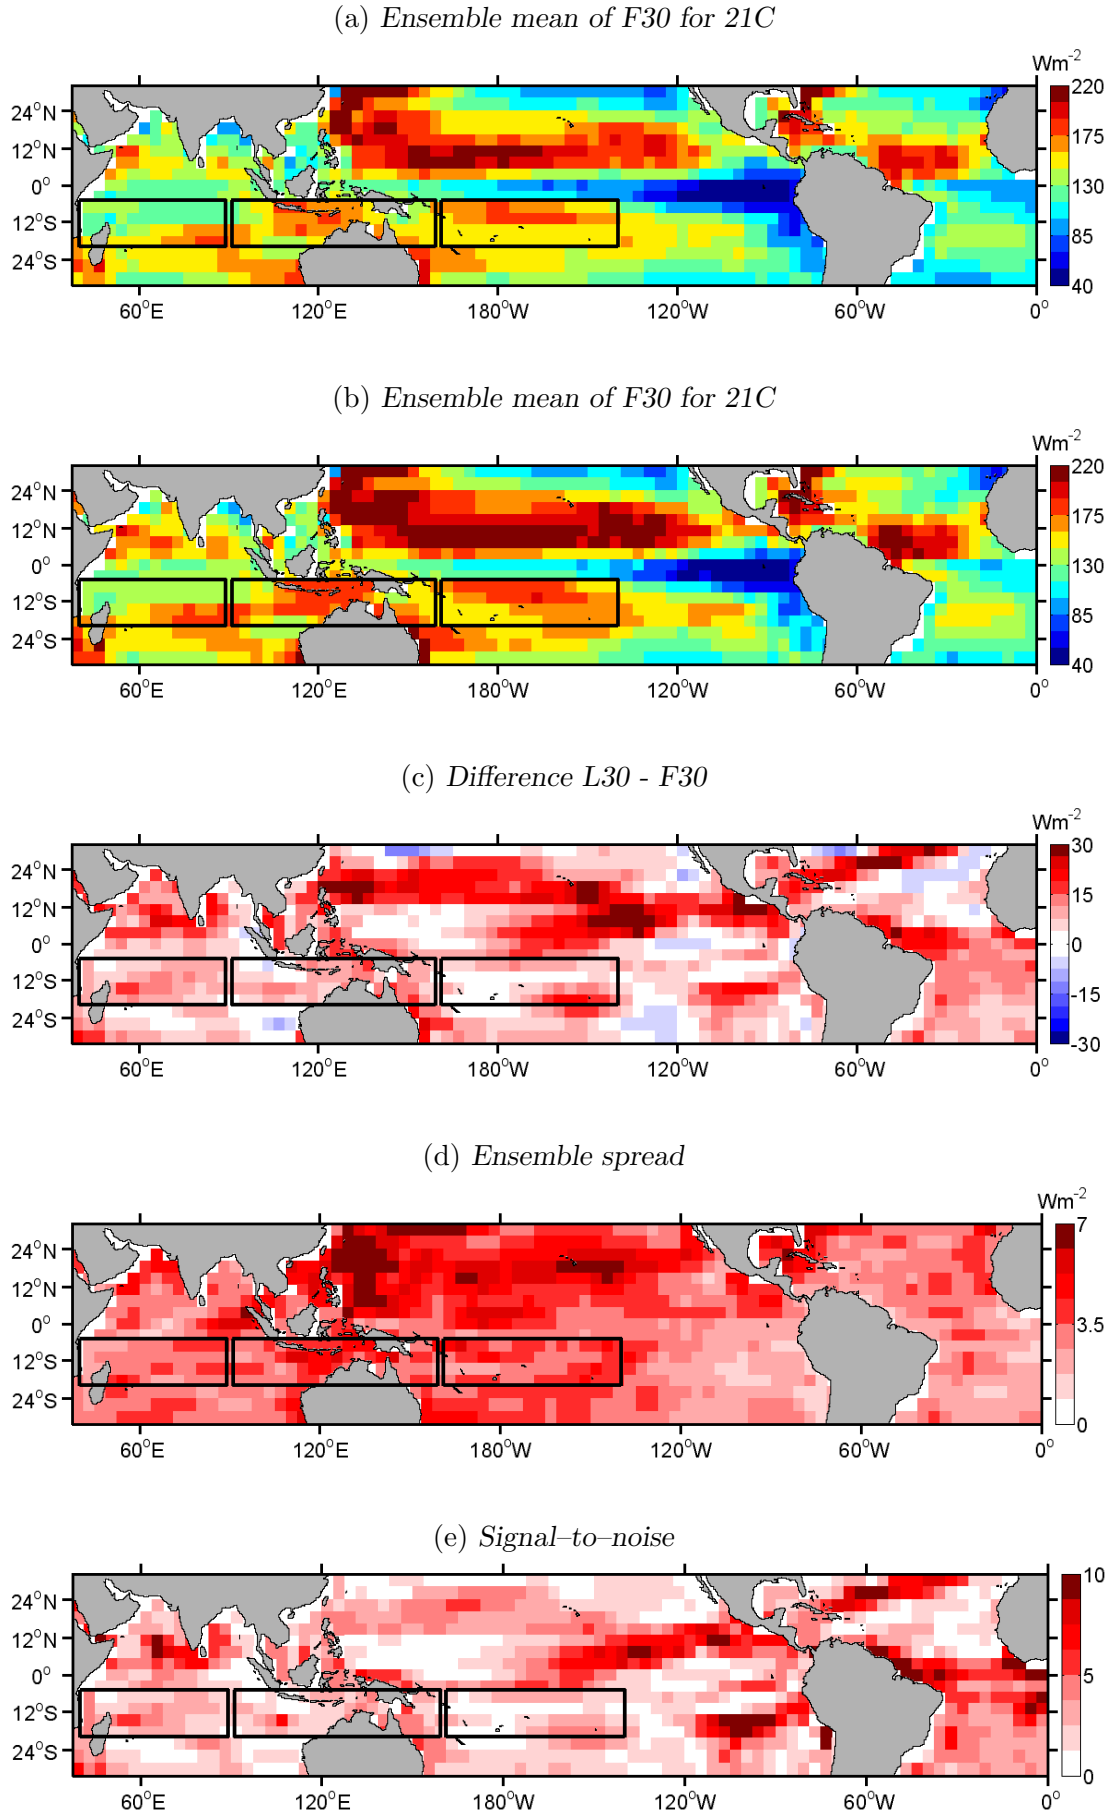 (a) Ensemble mean of F30 for 21C
Wm-2
24°N
12°N
0°
12°S
24°S
60°E 120°E 180°W 120°W 60°W 0°
220
175
130
85
40
(b) Ensemble mean of F30 for 21C
Wm-2
24°N
12°N
0°
12°S
24°S
60°E 120°E 180°W 120°W 60°W 0°
220
175
130
85
40
(c) Difference L30 - F30
Wm-2
24°N
12°N
0°
12°S
24°S
60°E 120°E 180°W 120°W 60°W 0°
30
15
0
-15
-30
(d) Ensemble spread
Wm-2
24°N
12°N
0°
12°S
24°S
60°E 120°E 180°W 120°W 60°W 0°
7
3.5
0
(e) Signal–to–noise
24°N
12°N
0°
12°S
24°S
60°E 120°E 180°W 120°W 60°W 0°
10
5
0